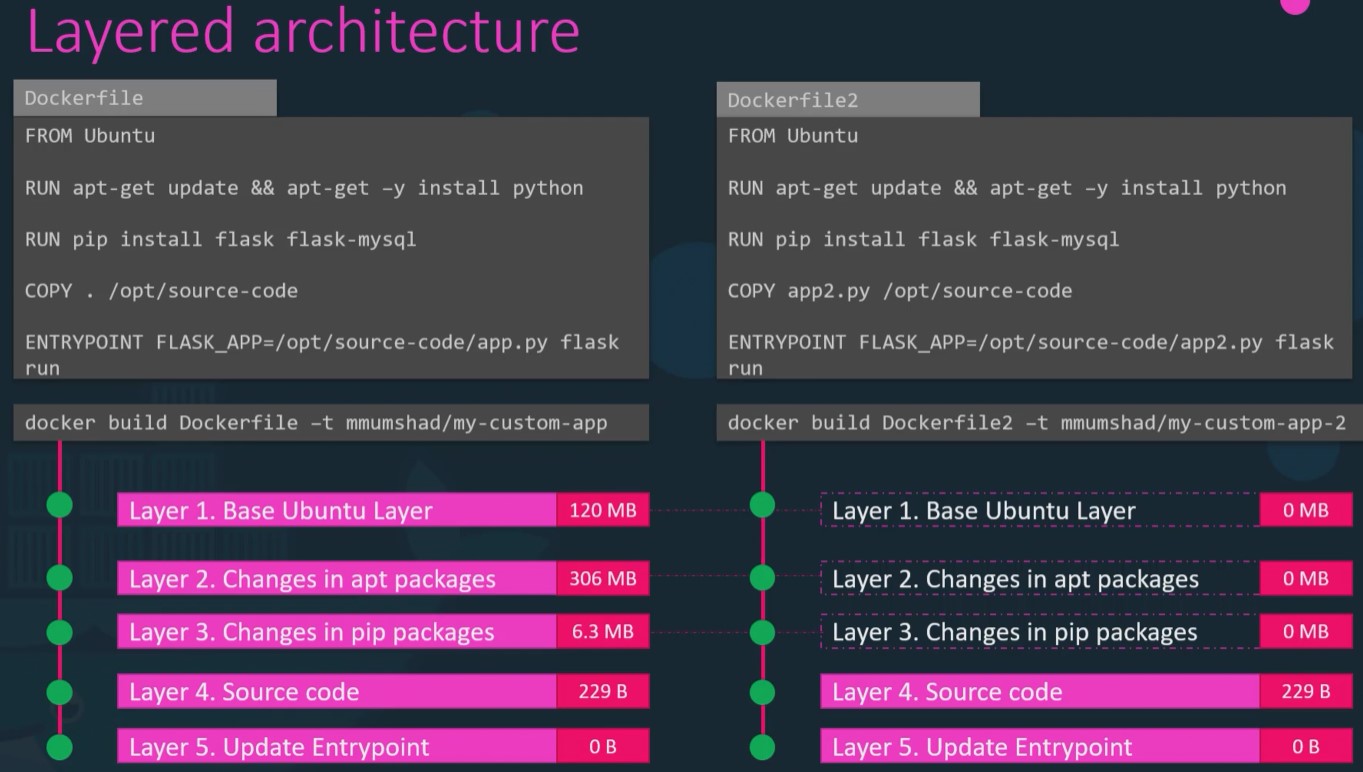 Layered architecture
Dockerfile
FROM Ubuntu
RUN apt-get update && apt-get –y install python
RUN pip install flask flask-mysql
COPY . /opt/source-code
ENTRYPOINT FLASK_APP=/opt/source-code/app.py flask
run
docker build Dockerfile –t mmumshad/my-custom-app
Layer 1. Base Ubuntu Layer 120 MB
Layer 2. Changes in apt packages 306 MB
Layer 3. Changes in pip packages 6.3 MB
Layer 4. Source code 229 B
Layer 5. Update Entrypoint 0 B
Dockerfile2
FROM Ubuntu
RUN apt-get update && apt-get –y install python
RUN pip install flask flask-mysql
COPY app2.py /opt/source-code
ENTRYPOINT FLASK_APP=/opt/source-code/app2.py flask
run
docker build Dockerfile2 –t mmumshad/my-custom-app-2
Layer 1. Base Ubuntu Layer 0 MB
Layer 2. Changes in apt packages 0 MB
Layer 3. Changes in pip packages 0 MB
Layer 4. Source code 229 B
Layer 5. Update Entrypoint 0 B